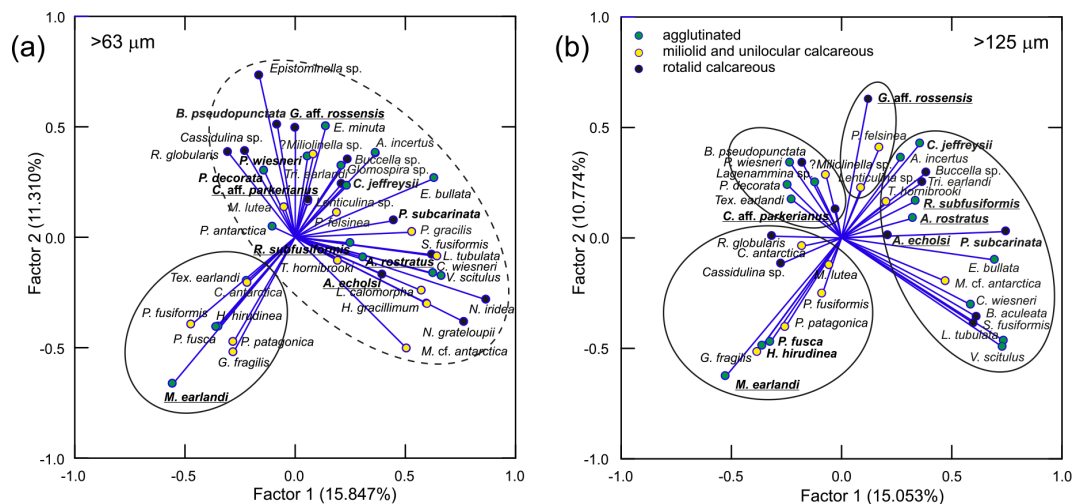 (a)
>63 μm
1.0
0.5
0.0
-0.5
-1.0
Factor 2 (11.310%)
Epistominella sp.
B. pseudopunctata G. aff. rossensis
E. minuta
Cassidulina sp.
?Miliolinella sp.
A. incertus
R. globularis
P. wiesneri
Buccella sp.
Tri. earlandi
Glomospira sp.
P. decorata
C. jeffreysii
C. aff. parkerianus
E. bullata
Lenticulina sp.
M. lutea
P. subcarinata
P. felsinea
P. antarctica
P. gracilis
R. subfusiformis
S. fusiformis
L. tubulata
A. rostratus
C. wiesneri
T. hornibrooki
V. scitulus
Tex. earlandi
A. echolsi
C. antarctica
L. calomorpha
H. gracillimum
N. iridea
P. fusiformis
H. hirudinea
N. grateloupii
P. fusca
P. patagonica
M. cf. antarctica
G. fragilis
M. earlandi
-1.0 -0.5 0.0 0.5 1.0
Factor 1 (15.847%)
(b)
agglutinated
miliolid and unilocular calcareous
rotalid calcareous
>125 μm
1.0
0.5
0.0
-0.5
-1.0
Factor 2 (10.774%)
G. aff. rossensis
P. felsinea
B. pseudopunctata
C. jeffreysii
P. wiesneri
?Miliolinella sp.
A. incertus
Lagenammina sp.
Buccella sp.
Lenticulina sp.
Tri. earlandi
P. decorata
T. hornibrooki
Tex. earlandi
R. subfusiformis
C. aff. parkerianus
A. rostratus
R. globularis
A. echolsi
P. subcarinata
Cassidulina sp.
E. bullata
M. lutea
M. cf. antarctica
P. fusiformis
C. wiesneri
C. antarctica
B. aculeata
P. patagonica
S. fusiformis
P. fusca
L. tubulata
G. fragilis
H. hirudinea
V. scitulus
M. earlandi
-1.0 -0.5 0.0 0.5 1.0
Factor 1 (15.053%)